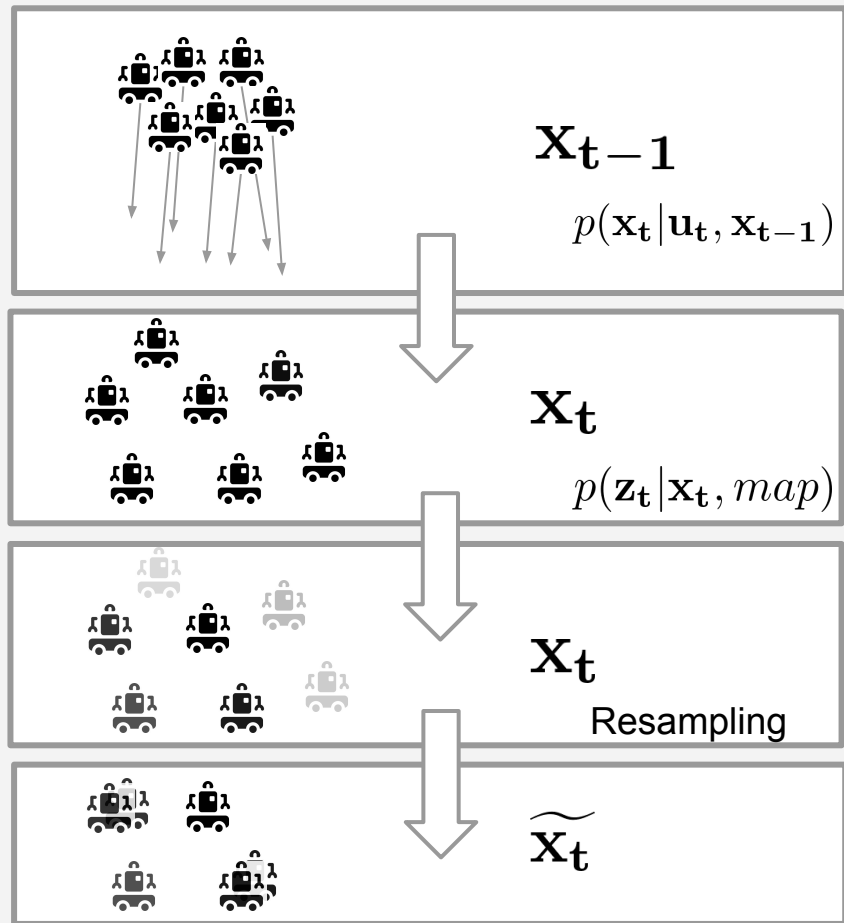 x_{t−1}
p(x_t|u_t, x_{t−1})
x_t
p(z_t|x_t, map)
x_t
Resampling
\widetilde{x_t}